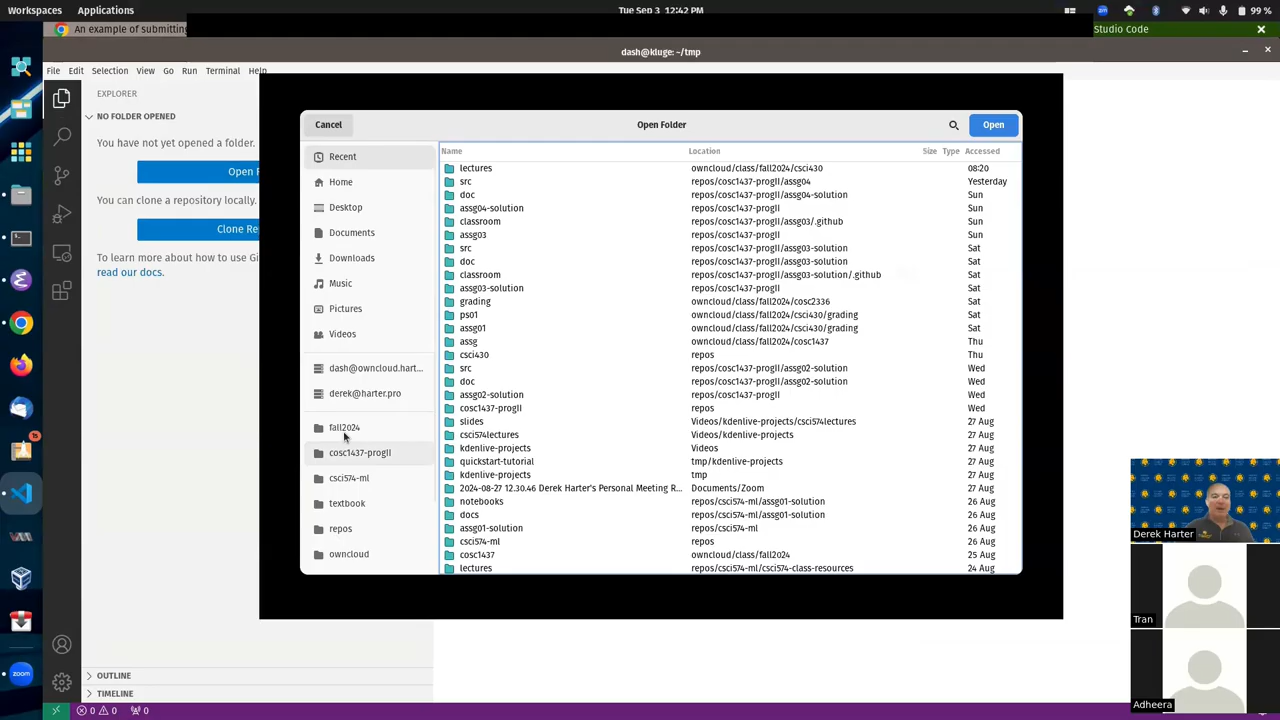 Workspaces Applications Tue Sep 3 12:42 PM 99 %
An example of submitting Studio Code
dash@kluge: ~/tmp
File Edit Selection View Go Run Terminal Help
EXPLORER
NO FOLDER OPENED
You have not yet opened a folder.
Open F
You can clone a repository locally.
Clone Re
To learn more about how to use Gi
read our docs.
OUTLINE
TIMELINE
0 0 0
15
Cancel Open Folder Open
Recent
Home
Desktop
Documents
Downloads
Music
Pictures
Videos
dash@owncloud.hart...
derek@harter.pro
fall2024
cosc1437-progII
csci574-ml
textbook
repos
owncloud
Name Location Size Type Accessed
lectures owncloud/class/fall2024/csci430 08:20
src repos/cosc1437-progII/assg04 Yesterday
doc repos/cosc1437-progII/assg04-solution Sun
assg04-solution repos/cosc1437-progII Sun
classroom repos/cosc1437-progII/assg03/.github Sun
assg03 repos/cosc1437-progII Sun
src repos/cosc1437-progII/assg03-solution Sat
doc repos/cosc1437-progII/assg03-solution Sat
classroom repos/cosc1437-progII/assg03-solution/.github Sat
assg03-solution repos/cosc1437-progII Sat
grading owncloud/class/fall2024/cosc2336 Sat
ps01 owncloud/class/fall2024/csci430/grading Sat
assg01 owncloud/class/fall2024/csci430/grading Sat
assg owncloud/class/fall2024/cosc1437 Thu
csci430 repos Thu
src repos/cosc1437-progII/assg02-solution Wed
doc repos/cosc1437-progII/assg02-solution Wed
assg02-solution repos/cosc1437-progII Wed
cosc1437-progII repos Wed
slides Videos/kdenlive-projects/csci574lectures 27 Aug
csci574lectures Videos/kdenlive-projects 27 Aug
kdenlive-projects Videos 27 Aug
quickstart-tutorial tmp/kdenlive-projects 27 Aug
kdenlive-projects tmp 27 Aug
2024-08-27 12.30.46 Derek Harter's Personal Meeting R... Documents/Zoom 27 Aug
notebooks repos/csci574-ml/assg01-solution 26 Aug
docs repos/csci574-ml/assg01-solution 26 Aug
assg01-solution repos/csci574-ml 26 Aug
csci574-ml repos 26 Aug
cosc1437 owncloud/class/fall2024 25 Aug
lectures repos/csci574-ml/csci574-class-resources 24 Aug
zoom
Derek Harter
Tran
Adheera